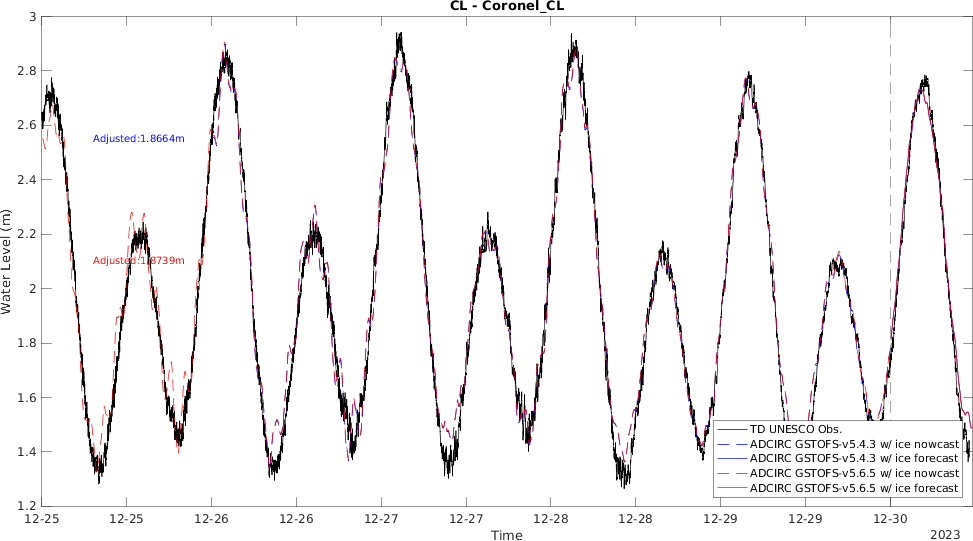 CL - Coronel_CL
3
2.8
2.6
2.4
2.2
2
1.8
1.6
1.4
1.2
Water Level (m)
Adjusted:1.8664m
Adjusted:1.8739m
TD UNESCO Obs.
ADCIRC GSTOFS-v5.4.3 w/ ice nowcast
ADCIRC GSTOFS-v5.4.3 w/ ice forecast
ADCIRC GSTOFS-v5.6.5 w/ ice nowcast
ADCIRC GSTOFS-v5.6.5 w/ ice forecast
12-25 12-25 12-26 12-26 12-27 12-27 12-28 12-28 12-29 12-29 12-30
Time
2023